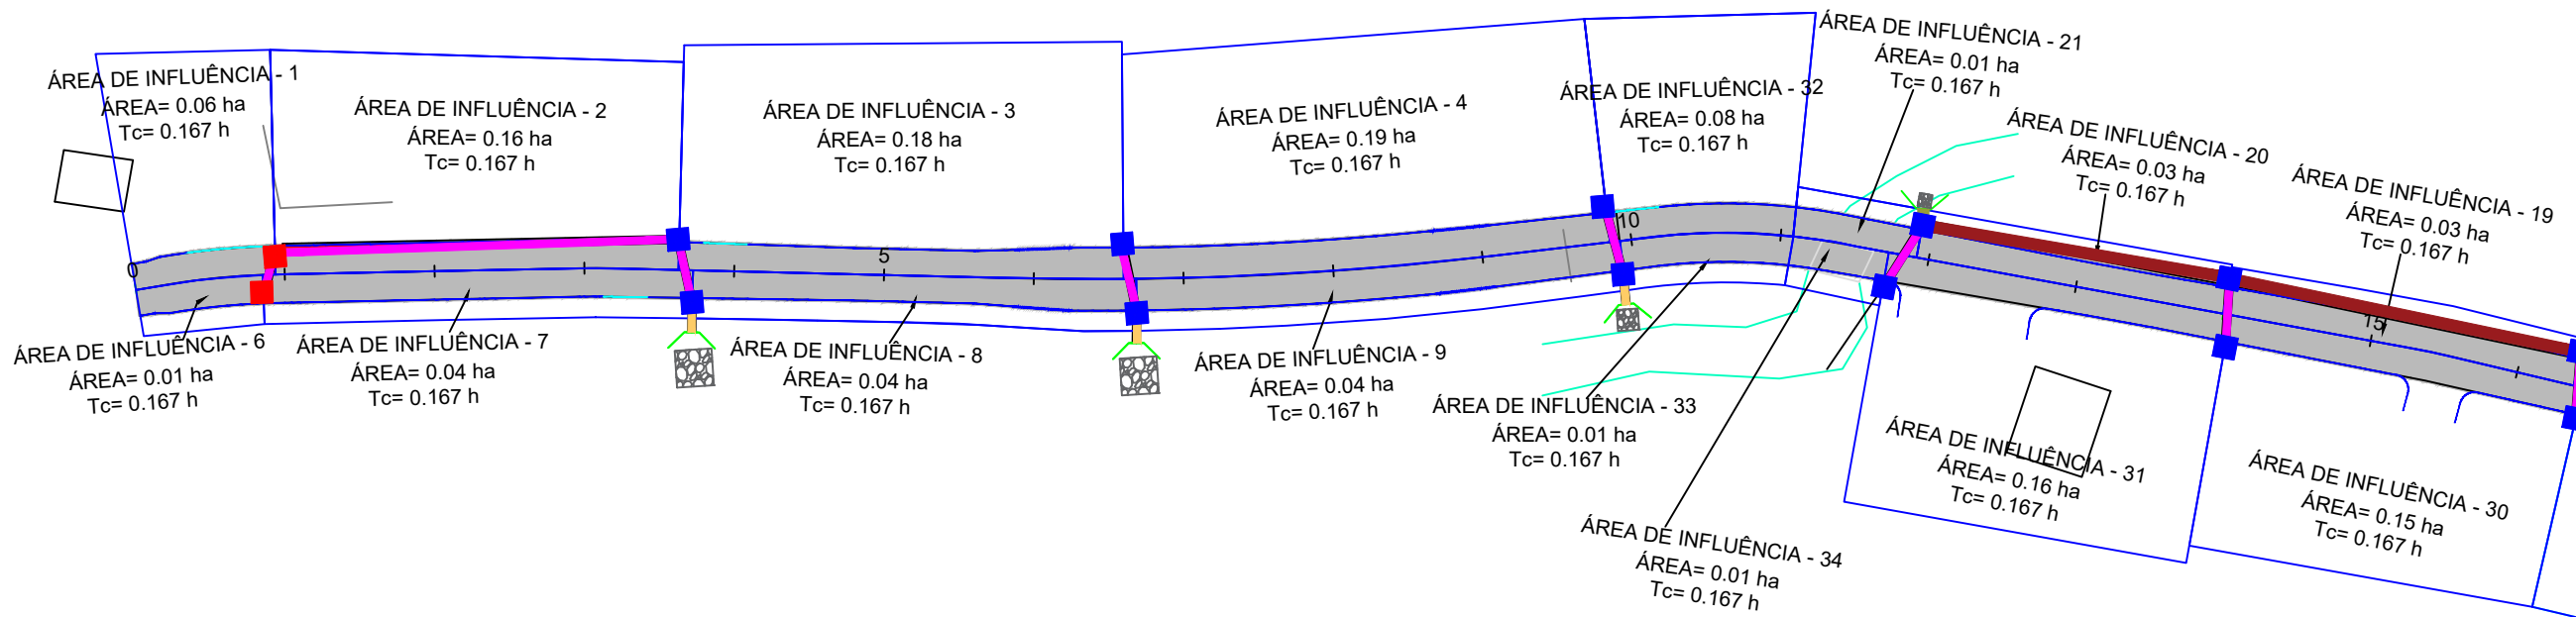 ÁREA DE INFLUÊNCIA - 1
ÁREA= 0.06 ha
Tc= 0.167 h
ÁREA DE INFLUÊNCIA - 2
ÁREA= 0.16 ha
Tc= 0.167 h
ÁREA DE INFLUÊNCIA - 3
ÁREA= 0.18 ha
Tc= 0.167 h
ÁREA DE INFLUÊNCIA - 4
ÁREA= 0.19 ha
Tc= 0.167 h
ÁREA DE INFLUÊNCIA - 32
ÁREA= 0.08 ha
Tc= 0.167 h
ÁREA DE INFLUÊNCIA - 21
ÁREA= 0.01 ha
Tc= 0.167 h
ÁREA DE INFLUÊNCIA - 20
ÁREA= 0.03 ha
Tc= 0.167 h
ÁREA DE INFLUÊNCIA - 19
ÁREA= 0.03 ha
Tc= 0.167 h
0
5
10
15
ÁREA DE INFLUÊNCIA - 6
ÁREA= 0.01 ha
Tc= 0.167 h
ÁREA DE INFLUÊNCIA - 7
ÁREA= 0.04 ha
Tc= 0.167 h
ÁREA DE INFLUÊNCIA - 8
ÁREA= 0.04 ha
Tc= 0.167 h
ÁREA DE INFLUÊNCIA - 9
ÁREA= 0.04 ha
Tc= 0.167 h
ÁREA DE INFLUÊNCIA - 33
ÁREA= 0.01 ha
Tc= 0.167 h
ÁREA DE INFLUÊNCIA - 34
ÁREA= 0.01 ha
Tc= 0.167 h
ÁREA DE INFLUÊNCIA - 31
ÁREA= 0.16 ha
Tc= 0.167 h
ÁREA DE INFLUÊNCIA - 30
ÁREA= 0.15 ha
Tc= 0.167 h